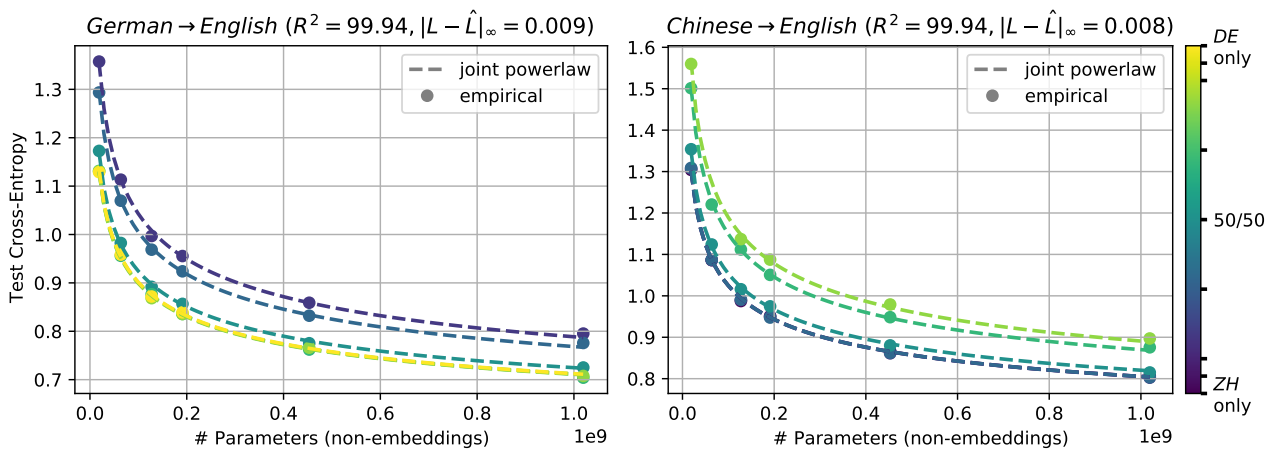 German → English (R² = 99.94, |L − L̂|∞ = 0.009)
Test Cross-Entropy
1.3
1.2
1.1
1.0
0.9
0.8
0.7
joint powerlaw
empirical
0.0 0.2 0.4 0.6 0.8 1.0
1e9
# Parameters (non-embeddings)
Chinese → English (R² = 99.94, |L − L̂|∞ = 0.008)
1.6
1.5
1.4
1.3
1.2
1.1
1.0
0.9
0.8
joint powerlaw
empirical
0.0 0.2 0.4 0.6 0.8 1.0
1e9
# Parameters (non-embeddings)
DE
only
50/50
ZH
only